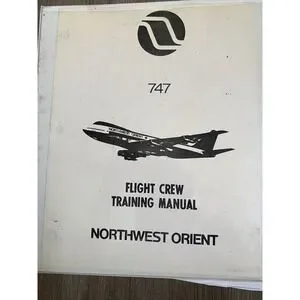 747
FLIGHT CREW
TRAINING MANUAL
NORTHWEST ORIENT